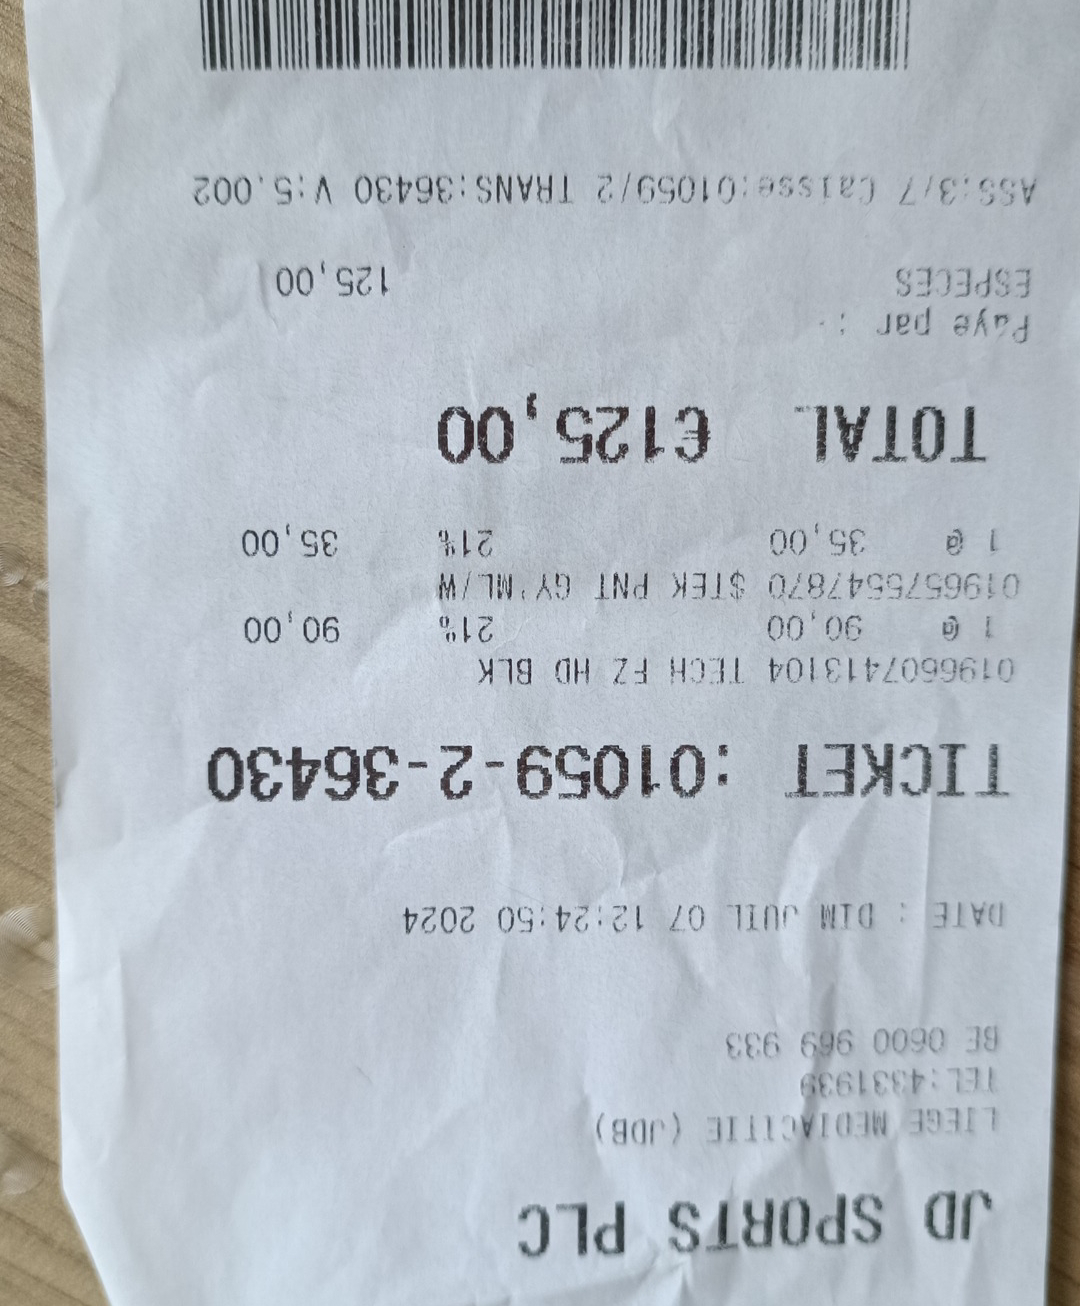 JD SPORTS PLC
LIEGE MEDIACITIE (JDB)
TEL:4331939
BE 0600 969 933
DATE : DIM JUIL 07 12:24:50 2024
TICKET :01059-2-36430
0196607413104 TECH FZ HD BLK
1 @ 90,00 21% 90,00
0196575547870 $TEK PNT GY'ML/W
1 @ 35,00 21% 35,00
TOTAL €125,00
Paye par :
ESPECES 125,00
ASS:3/7 Caisse:01059/2 TRANS:36430 V:5.002